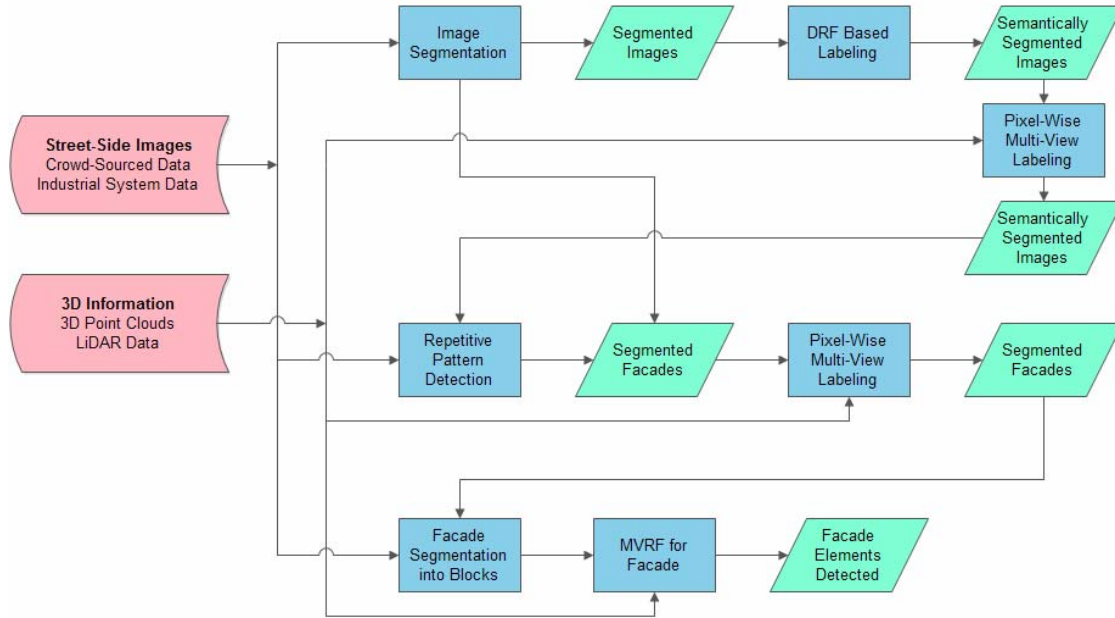 Image
Segmentation
Segmented
Images
DRF Based
Labeling
Semantically
Segmented
Images
Street-Side Images
Crowd-Sourced Data
Industrial System Data
Pixel-Wise
Multi-View
Labeling
Semantically
Segmented
Images
3D Information
3D Point Clouds
LiDAR Data
Repetitive
Pattern
Detection
Segmented
Facades
Pixel-Wise
Multi-View
Labeling
Segmented
Facades
Facade
Segmentation
into Blocks
MVRF for
Facade
Facade
Elements
Detected